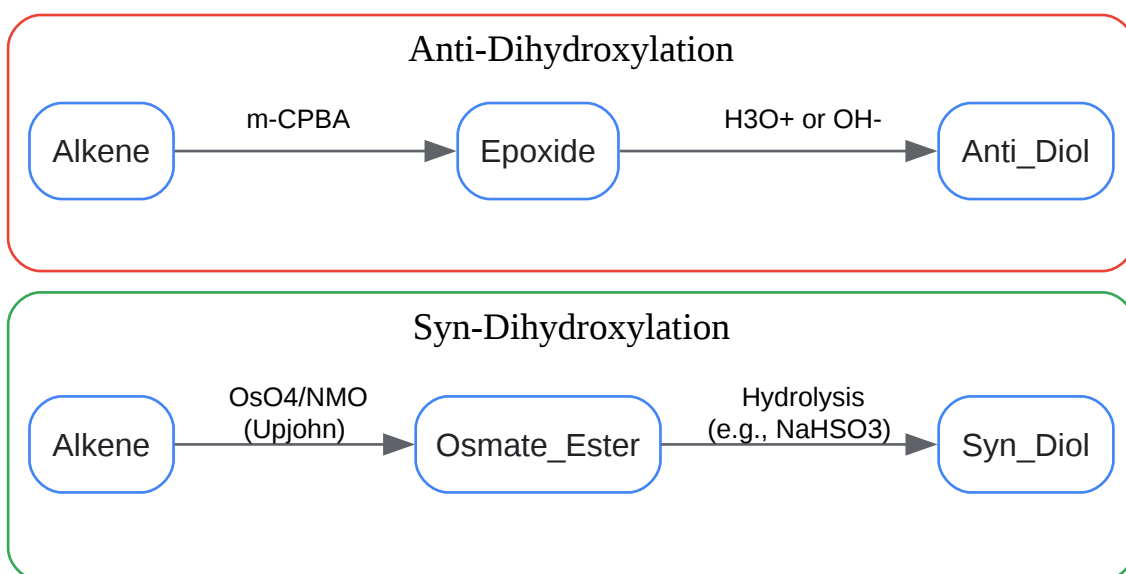 Anti-Dihydroxylation
m-CPBA
H3O+ or OH-
Alkene
Epoxide
Anti_Diol
Syn-Dihydroxylation
OsO4/NMO
(Upjohn)
Hydrolysis
(e.g., NaHSO3)
Alkene
Osmate_Ester
Syn_Diol